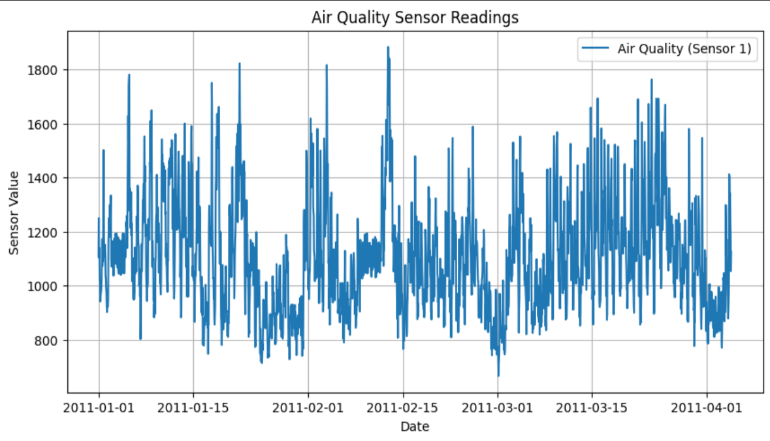 Air Quality Sensor Readings
Air Quality (Sensor 1)
1800
1600
1400
1200
1000
800
Sensor Value
2011-01-01 2011-01-15 2011-02-01 2011-02-15 2011-03-01 2011-03-15 2011-04-01
Date